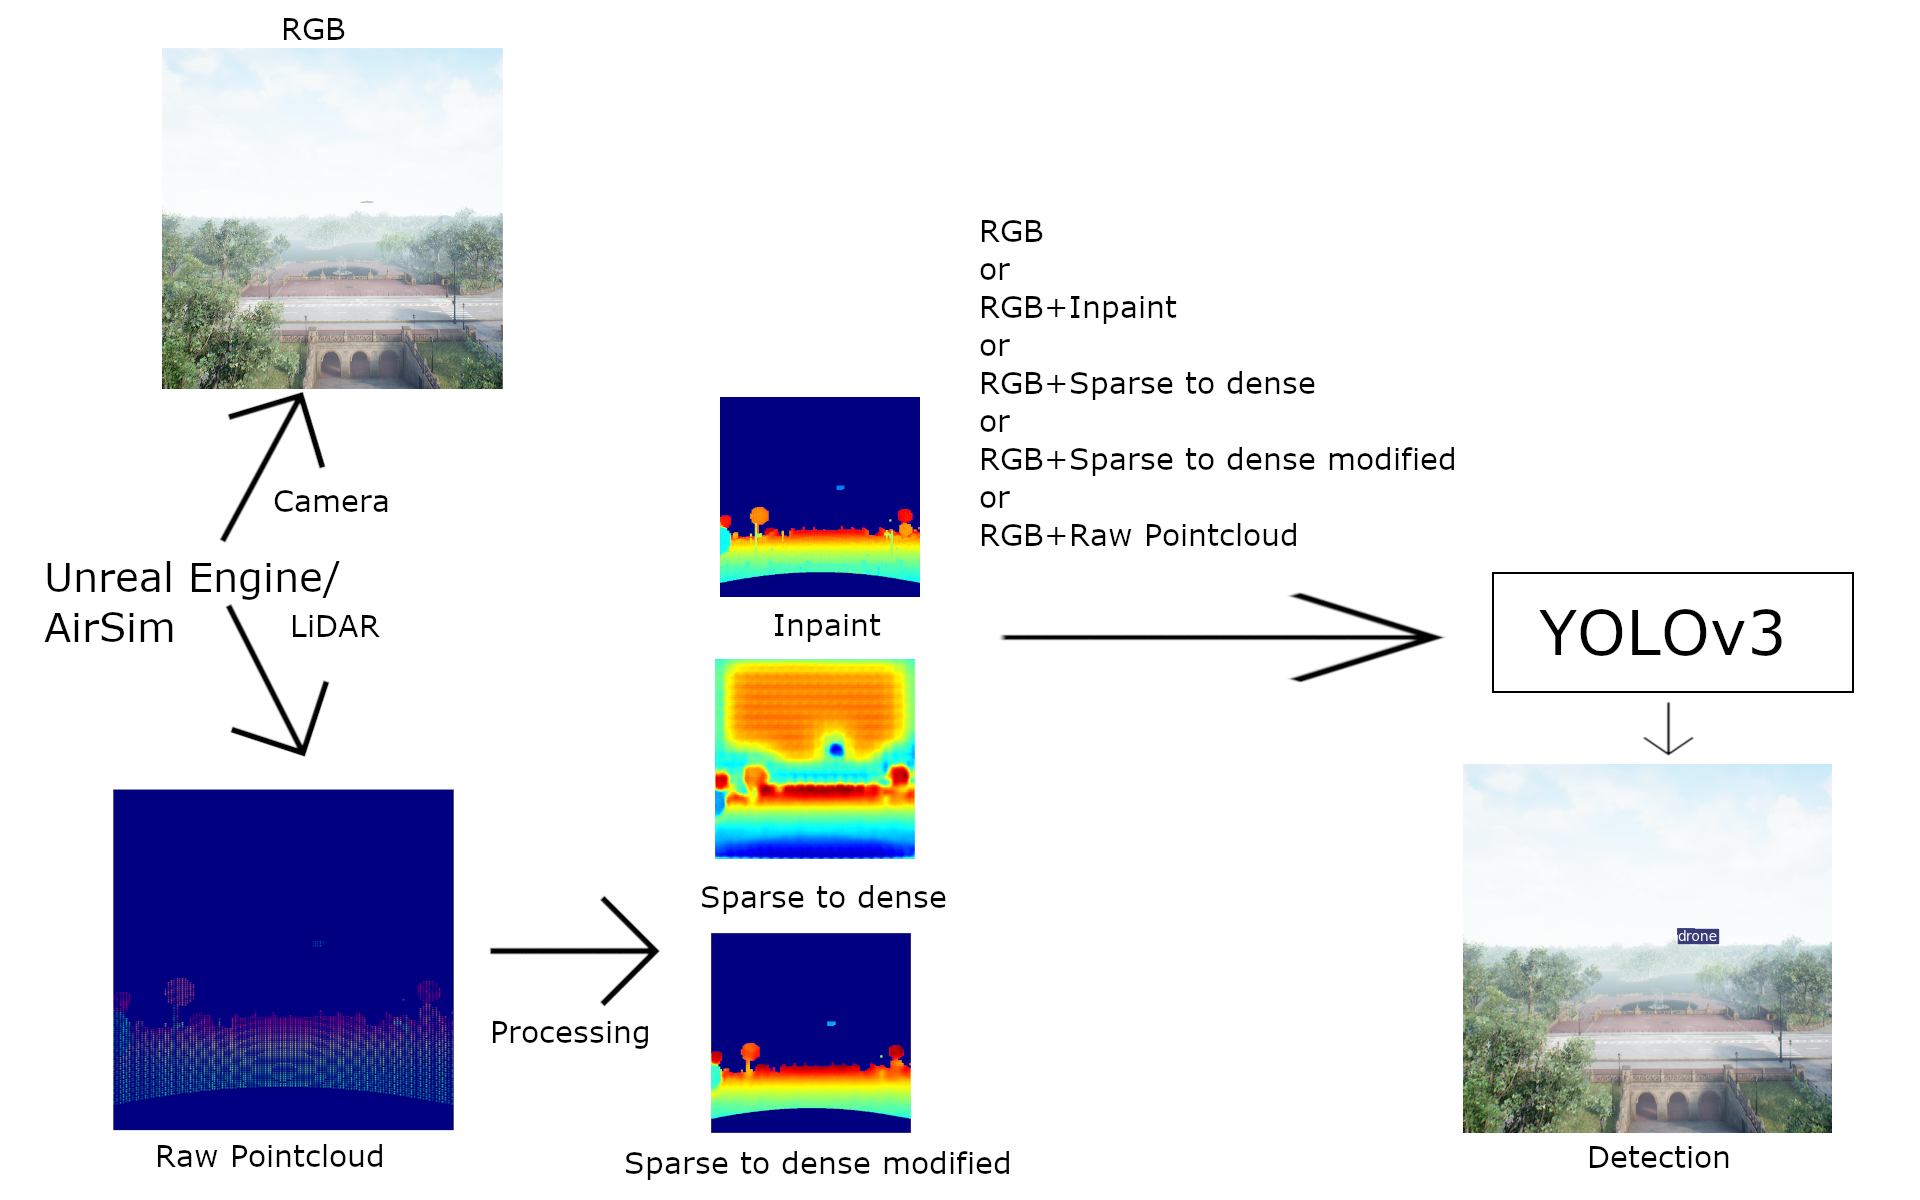 RGB
Camera
Unreal Engine/
AirSim
LiDAR
Raw Pointcloud
Processing
Inpaint
Sparse to dense
Sparse to dense modified
RGB
or
RGB+Inpaint
or
RGB+Sparse to dense
or
RGB+Sparse to dense modified
or
RGB+Raw Pointcloud
YOLOv3
drone
Detection